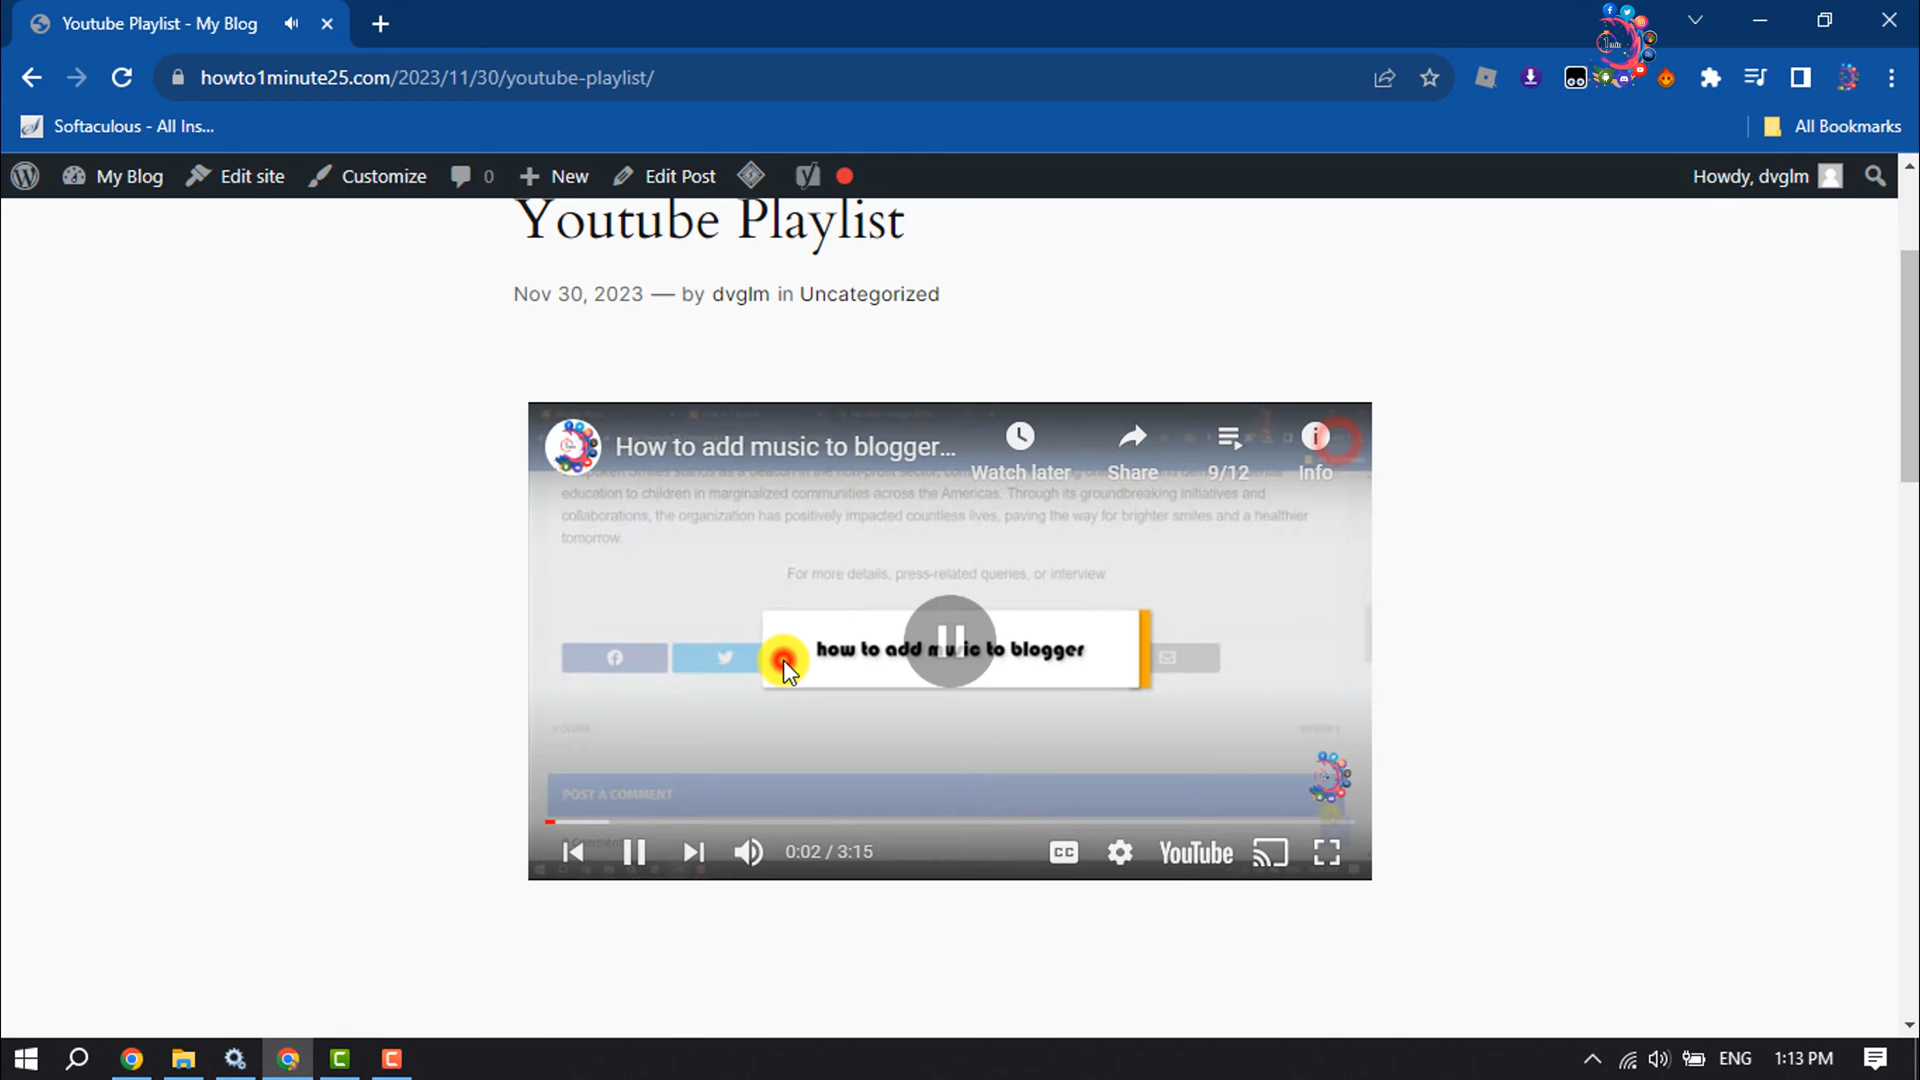 Youtube Playlist - My Blog
howto1minute25.com/2023/11/30/youtube-playlist/
Softaculous - All Ins...
All Bookmarks
My Blog
Edit site
Customize
0
New
Edit Post
Howdy, dvglm
Youtube Playlist
Nov 30, 2023 — by dvglm in Uncategorized
How to add music to blogger...
Watch later
Share
9/12
Info
education to children in marginalized communities across the Americas. Through its groundbreaking initiatives and
collaborations, the organization has positively impacted countless lives, paving the way for brighter smiles and a healthier
tomorrow.
For more details, press-related queries, or interview
how to add music to blogger
POST A COMMENT
0:02 / 3:15
CC
YouTube
ENG
1:13 PM